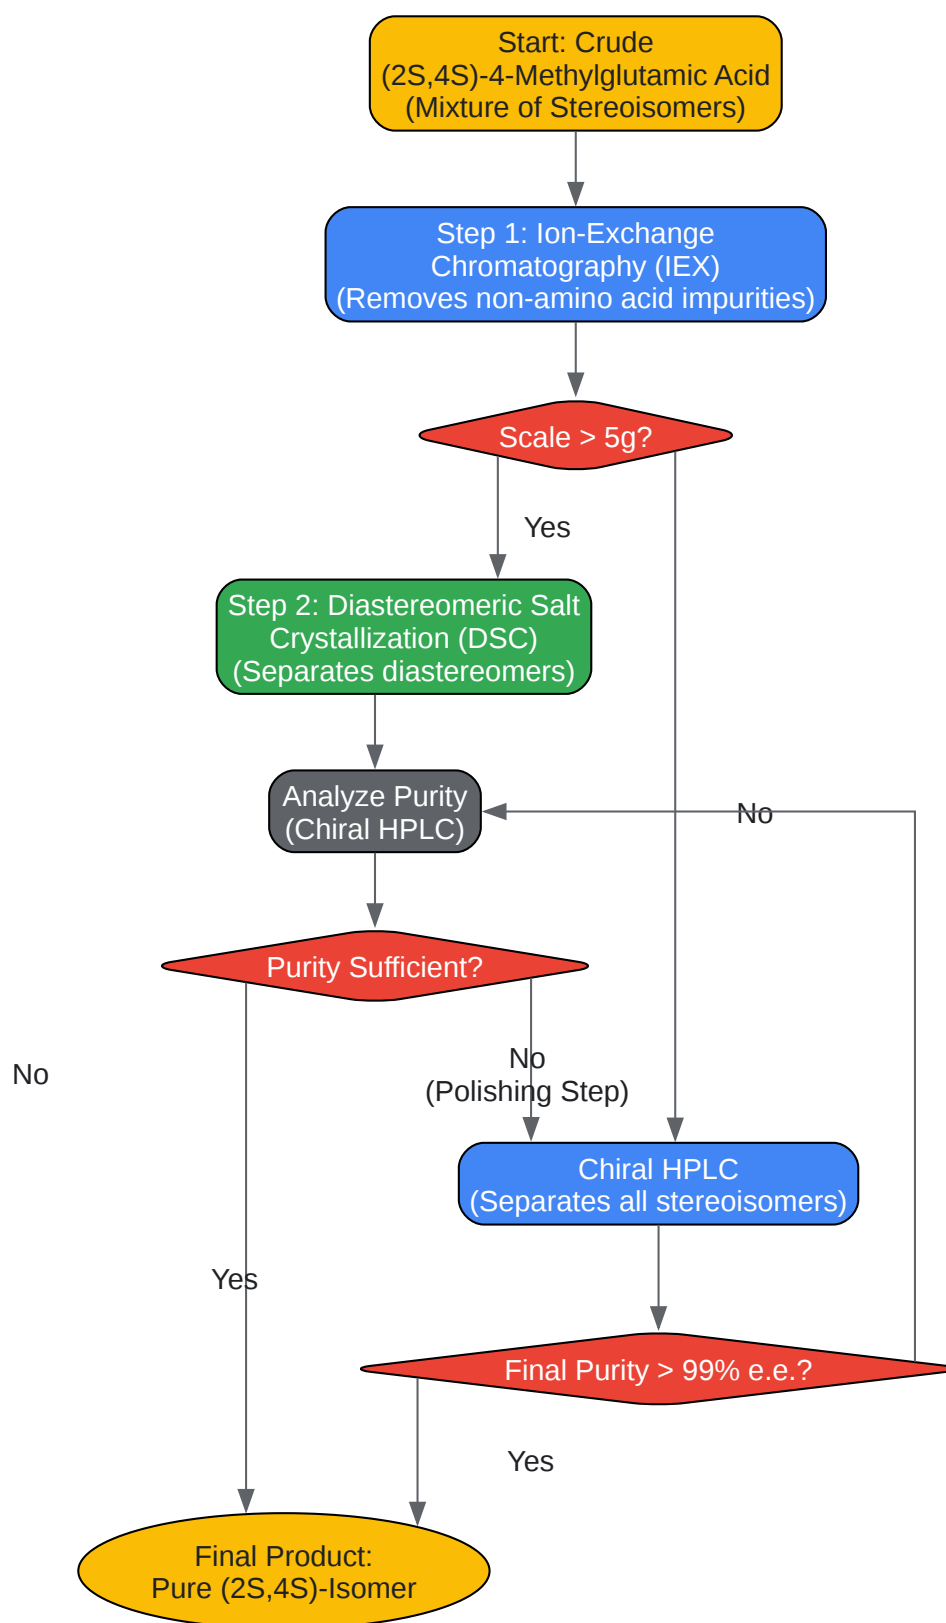 Start: Crude
(2S,4S)-4-Methylglutamic Acid
(Mixture of Stereoisomers)
Step 1: Ion-Exchange
Chromatography (IEX)
(Removes non-amino acid impurities)
Scale > 5g?
Yes
Step 2: Diastereomeric Salt
Crystallization (DSC)
(Separates diastereomers)
Analyze Purity
(Chiral HPLC)
No
Purity Sufficient?
No
(Polishing Step)
No
Chiral HPLC
(Separates all stereoisomers)
Yes
Final Purity > 99% e.e.?
Yes
Final Product:
Pure (2S,4S)-Isomer